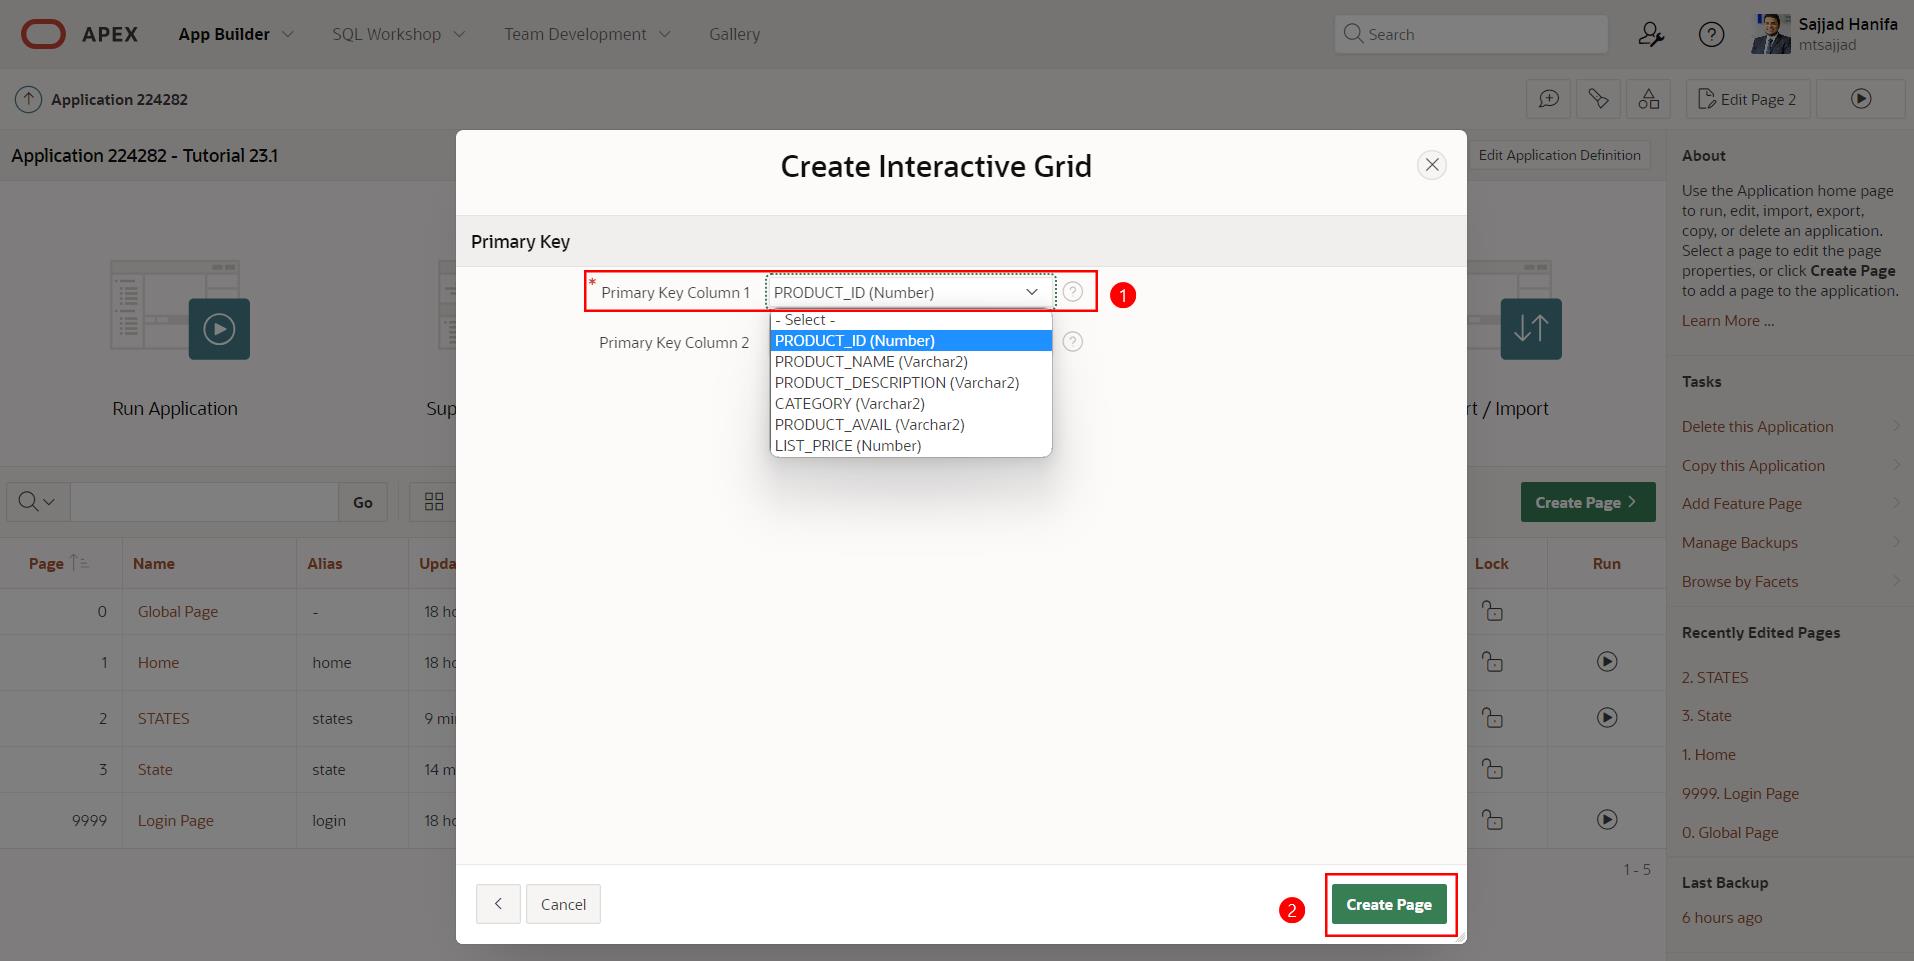 APEX
App Builder
SQL Workshop
Team Development
Gallery
Search
Sajjad Hanifa
mtsajjad
Application 224282
Edit Page 2
Application 224282 - Tutorial 23.1
Edit Application Definition
Run Application
Sup
rt / Import
Create Interactive Grid
Primary Key
* Primary Key Column 1
PRODUCT_ID (Number)
?
1
- Select -
PRODUCT_ID (Number)
PRODUCT_NAME (Varchar2)
PRODUCT_DESCRIPTION (Varchar2)
CATEGORY (Varchar2)
PRODUCT_AVAIL (Varchar2)
LIST_PRICE (Number)
Primary Key Column 2
?
Cancel
2
Create Page
Go
Create Page
Page Name Alias Upda Lock Run
0 Global Page - 18 ho
1 Home home 18 ho
2 STATES states 9 mi
3 State state 14 m
9999 Login Page login 18 ho
1 - 5
About
Use the Application home page
to run, edit, import, export,
copy, or delete an application.
Select a page to edit the page
properties, or click Create Page
to add a page to the application.
Learn More ...
Tasks
Delete this Application
Copy this Application
Add Feature Page
Manage Backups
Browse by Facets
Recently Edited Pages
2. STATES
3. State
1. Home
9999. Login Page
0. Global Page
Last Backup
6 hours ago